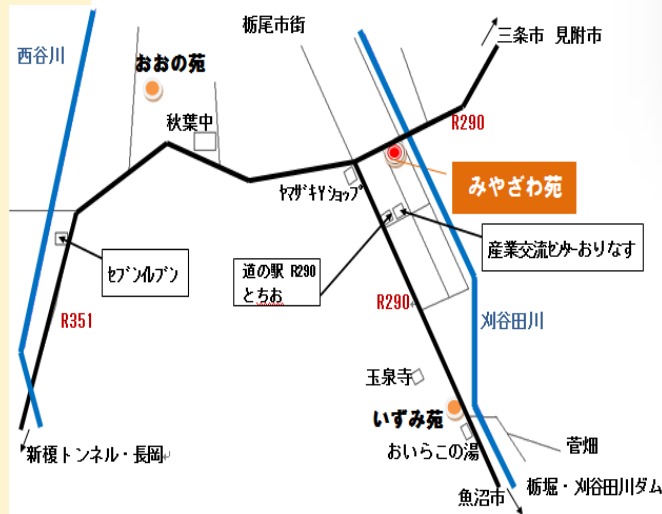 栃尾市街
三条市 見附市
西谷川
おおの苑
秋葉中
R290
ﾔﾏｻﾞｷYｼｮｯﾌﾟ
みやざわ苑
産業交流ｾﾝﾀｰおりなす
ｾﾌﾞﾝｲﾚﾌﾞﾝ
道の駅 R290
とちお
R290
刈谷田川
R351
玉泉寺
いずみ苑
おいらこの湯
菅畑
新榎トンネル・長岡
栃堀・刈谷田川ダム
魚沼市